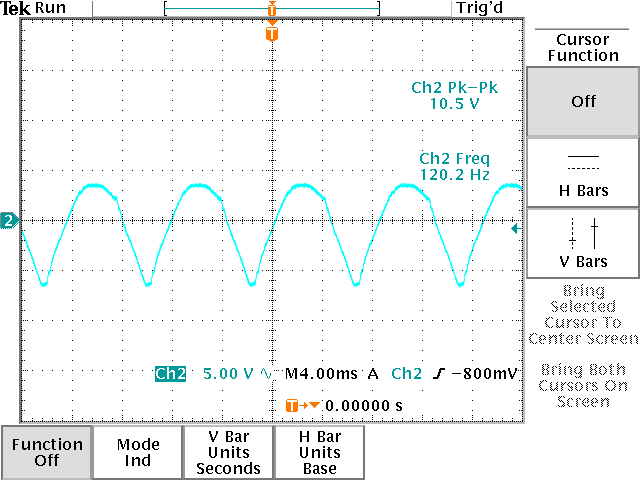 Tek Run Trig'd
T
T
Cursor
Function
Ch2 Pk-Pk
10.5 V
Off
Ch2 Freq
120.2 Hz
H Bars
2
V Bars
Bring
Selected
Cursor To
Center Screen
Ch2 5.00 V M4.00ms A Ch2 -800mV
Bring Both
Cursors On
Screen
T 0.00000 s
Function
Off
Mode
Ind
V Bar
Units
Seconds
H Bar
Units
Base